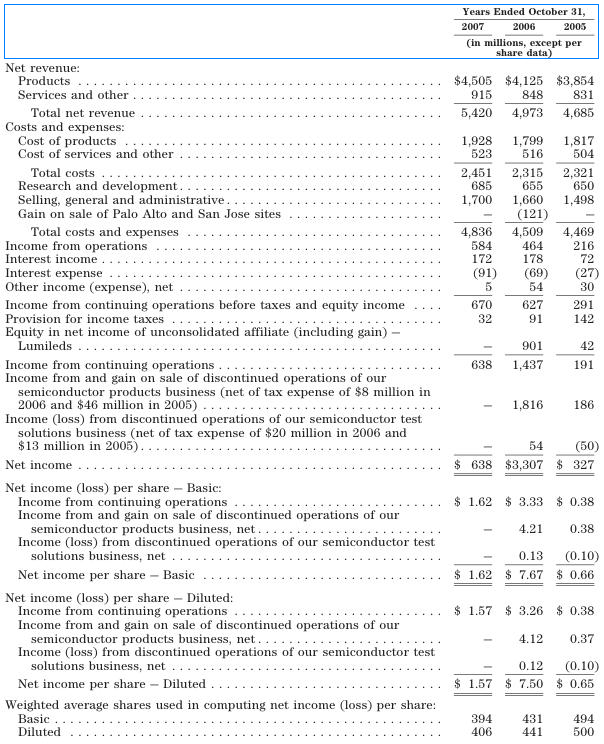 Years Ended October 31,
2007 2006 2005
(in millions, except per
share data)
Net revenue:
Products $4,505 $4,125 $3,854
Services and other 915 848 831
Total net revenue 5,420 4,973 4,685
Costs and expenses:
Cost of products 1,928 1,799 1,817
Cost of services and other 523 516 504
Total costs 2,451 2,315 2,321
Research and development 685 655 650
Selling, general and administrative 1,700 1,660 1,498
Gain on sale of Palo Alto and San Jose sites — (121) —
Total costs and expenses 4,836 4,509 4,469
Income from operations 584 464 216
Interest income 172 178 72
Interest expense (91) (69) (27)
Other income (expense), net 5 54 30
Income from continuing operations before taxes and equity income 670 627 291
Provision for income taxes 32 91 142
Equity in net income of unconsolidated affiliate (including gain) —
Lumileds — 901 42
Income from continuing operations 638 1,437 191
Income from and gain on sale of discontinued operations of our
semiconductor products business (net of tax expense of $8 million in
2006 and $46 million in 2005) — 1,816 186
Income (loss) from discontinued operations of our semiconductor test
solutions business (net of tax expense of $20 million in 2006 and
$13 million in 2005) — 54 (50)
Net income $ 638 $3,307 $ 327
Net income (loss) per share — Basic:
Income from continuing operations $ 1.62 $ 3.33 $ 0.38
Income from and gain on sale of discontinued operations of our
semiconductor products business, net — 4.21 0.38
Income (loss) from discontinued operations of our semiconductor test
solutions business, net — 0.13 (0.10)
Net income per share — Basic $ 1.62 $ 7.67 $ 0.66
Net income (loss) per share — Diluted:
Income from continuing operations $ 1.57 $ 3.26 $ 0.38
Income from and gain on sale of discontinued operations of our
semiconductor products business, net — 4.12 0.37
Income (loss) from discontinued operations of our semiconductor test
solutions business, net — 0.12 (0.10)
Net income per share — Diluted $ 1.57 $ 7.50 $ 0.65
Weighted average shares used in computing net income (loss) per share:
Basic 394 431 494
Diluted 406 441 500